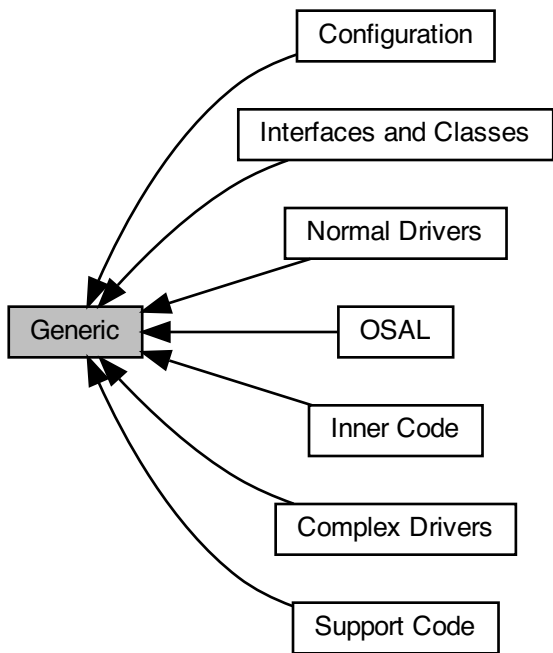 Configuration
Interfaces and Classes
Normal Drivers
Generic
OSAL
Inner Code
Complex Drivers
Support Code